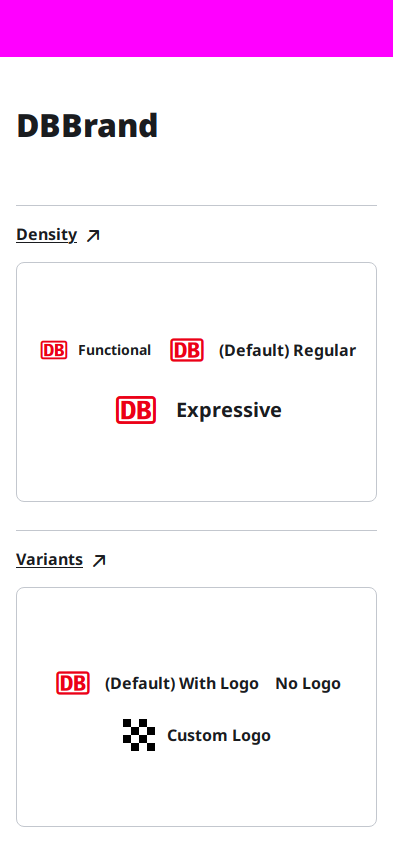 DBBrand
Density
DB Functional DB (Default) Regular
DB Expressive
Variants
DB (Default) With Logo No Logo
Custom Logo